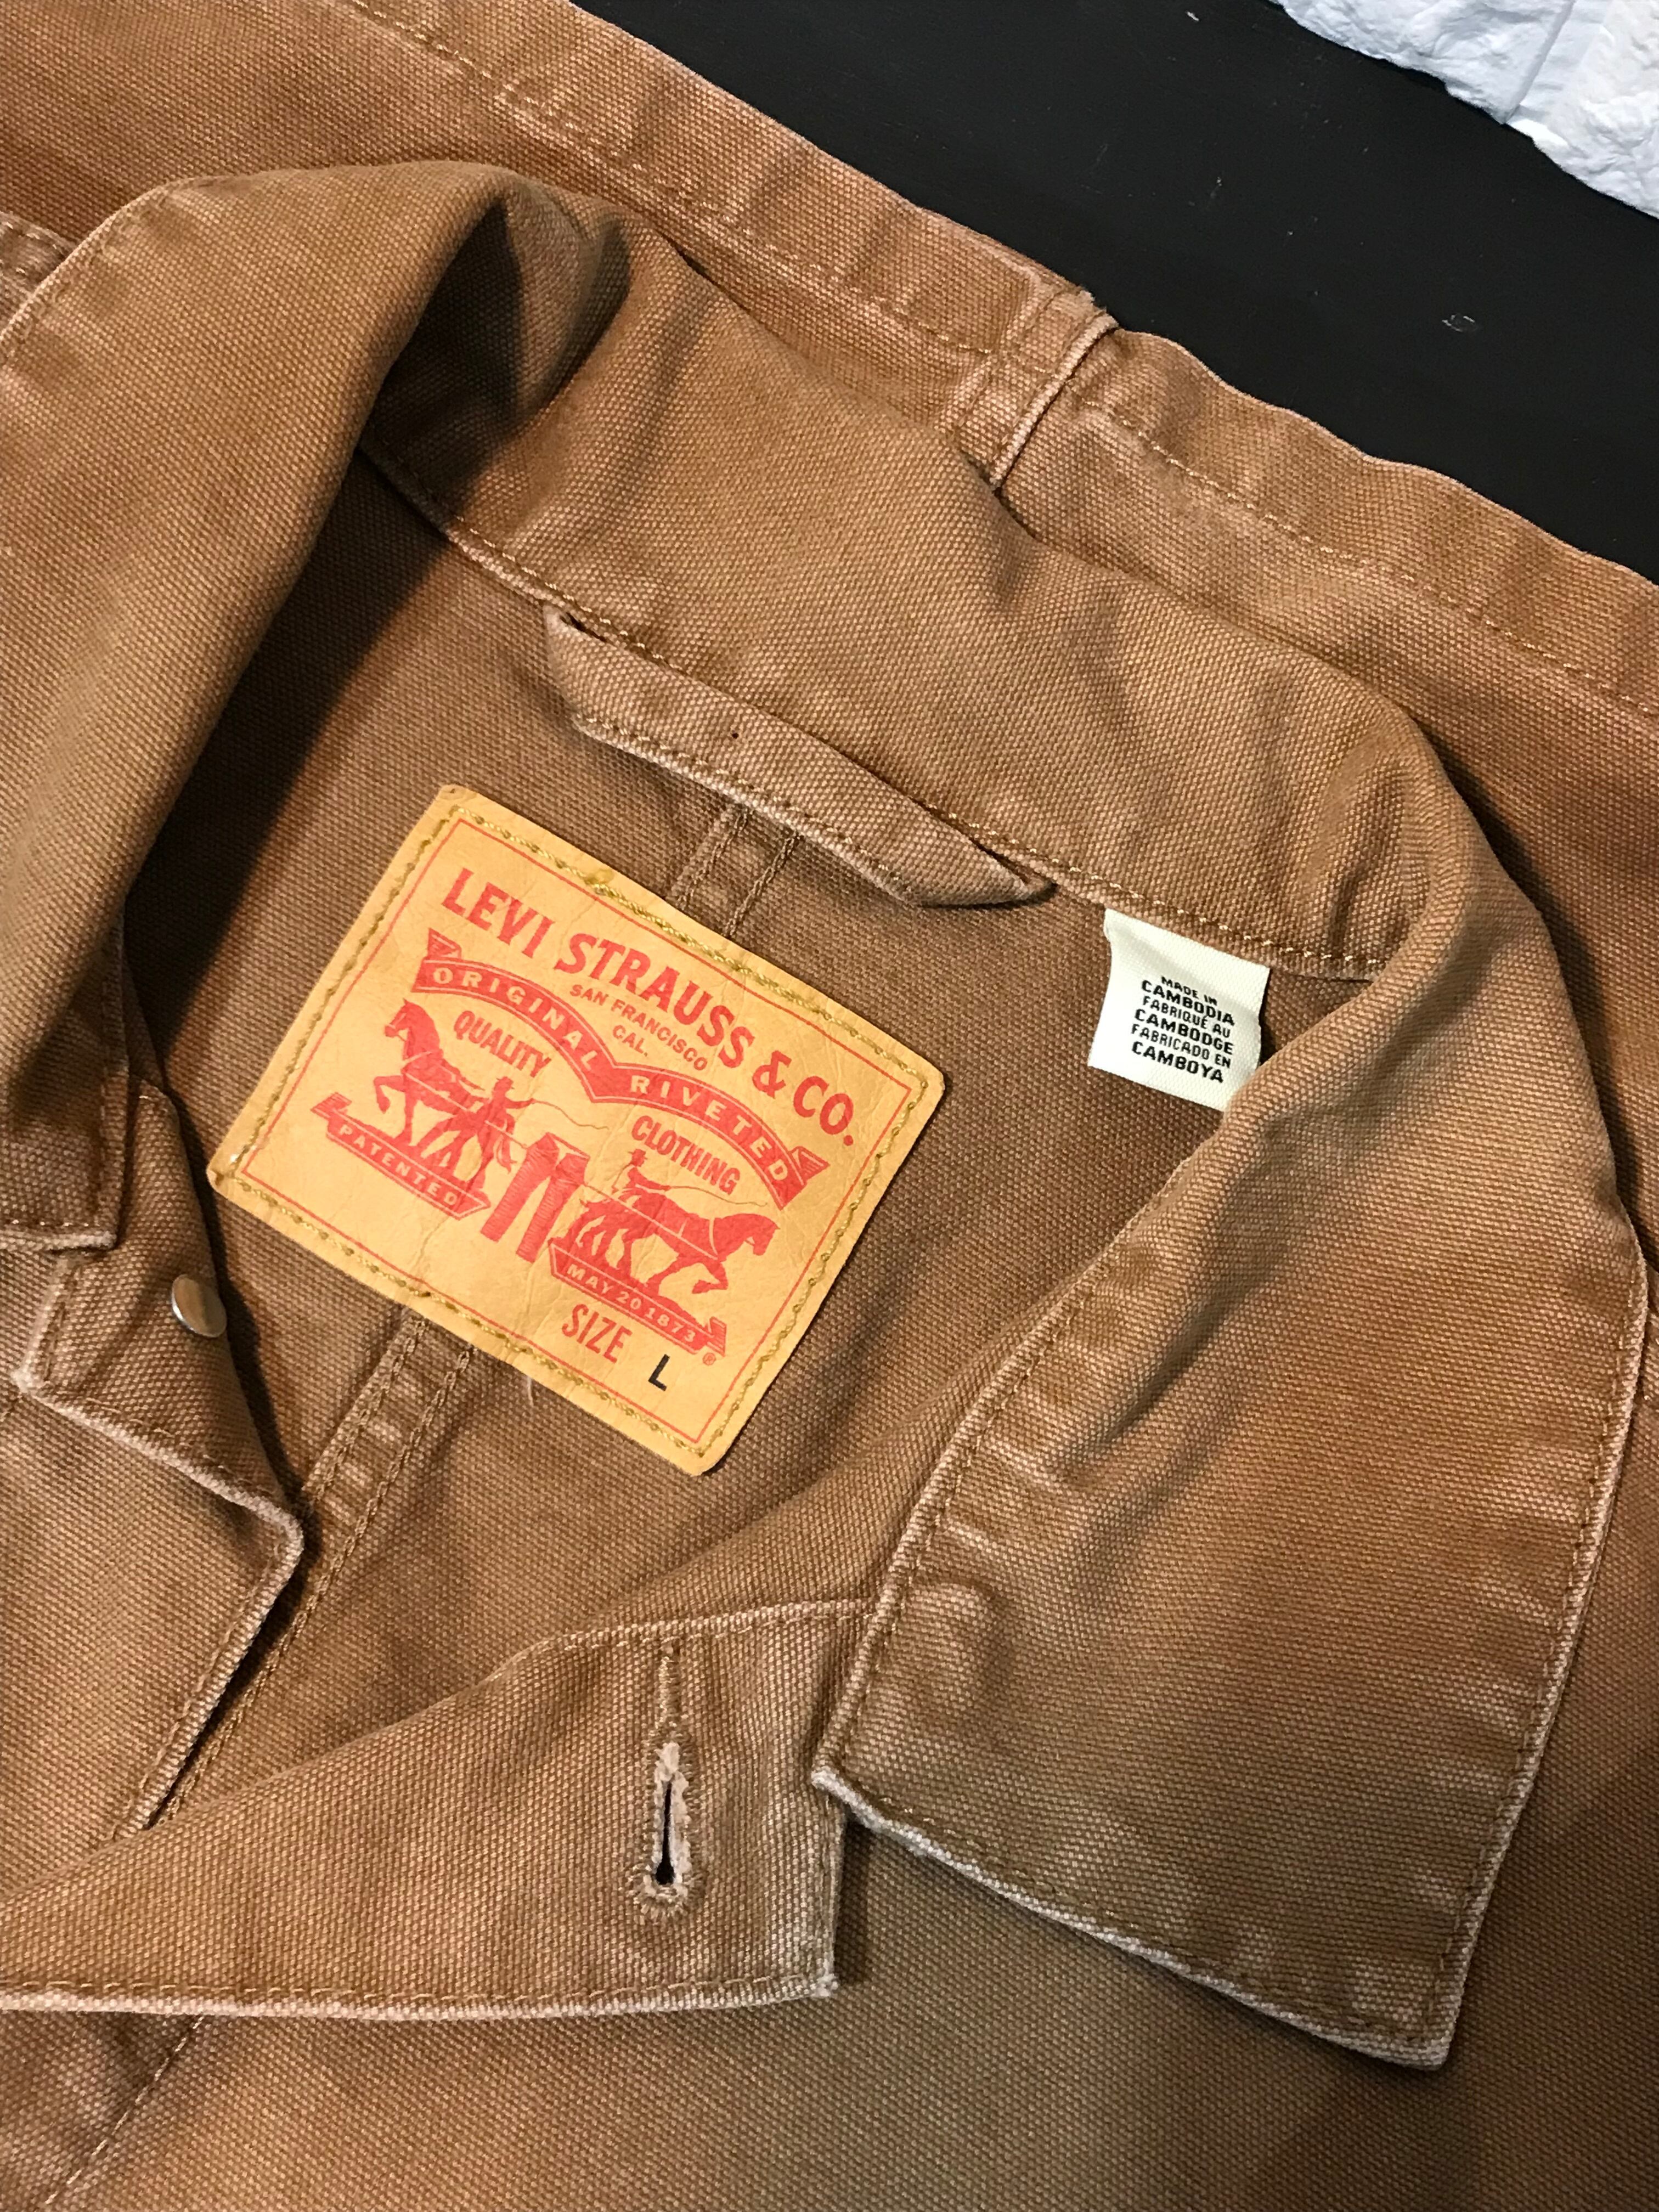 LEVI STRAUSS & CO.
SAN FRANCISCO
CAL.
ORIGINAL RIVETED
QUALITY
CLOTHING
PATENTED
MAY 20 1873
®
SIZE L
MADE IN
CAMBODIA
FABRIQUÉ AU
CAMBODGE
FABRICADO EN
CAMBOYA